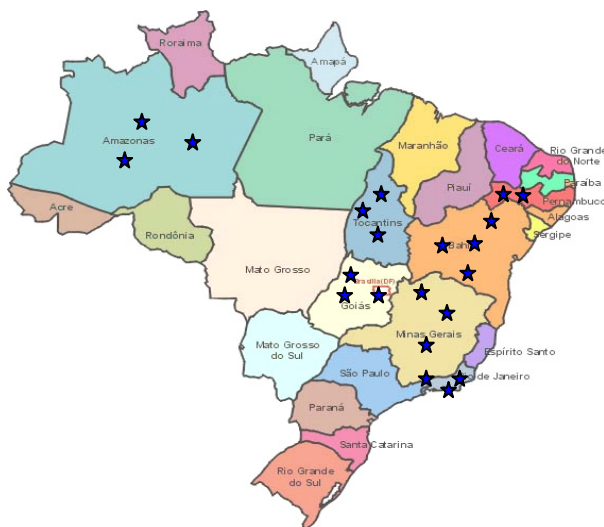 Roraima
Amapá
Amazonas
Pará
Maranhão
Ceará
Rio Grande
do Norte
Paraíba
Piauí
Pernambuco
Alagoas
Acre
Tocantins
Sergipe
Rondônia
Bahia
Mato Grosso
Brasília(DF)
Goiás
Minas Gerais
Mato Grosso
do Sul
Espírito Santo
São Paulo
de Janeiro
Paraná
Santa Catarina
Rio Grande
do Sul